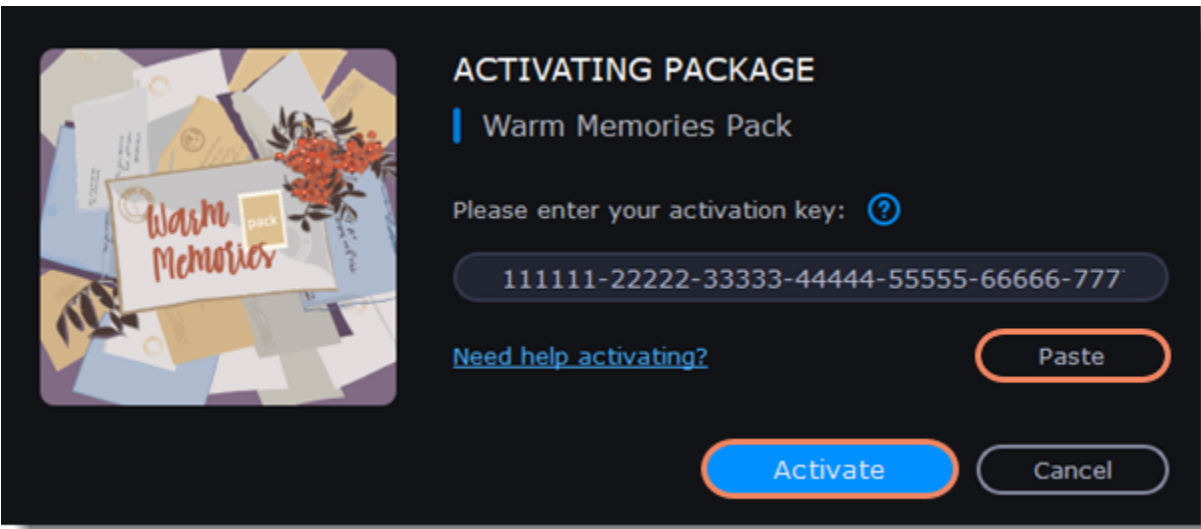 ACTIVATING PACKAGE
Warm Memories Pack
Warm
pack
Memories
Please enter your activation key: ?
111111-22222-33333-44444-55555-66666-777
Need help activating?
Paste
Activate
Cancel